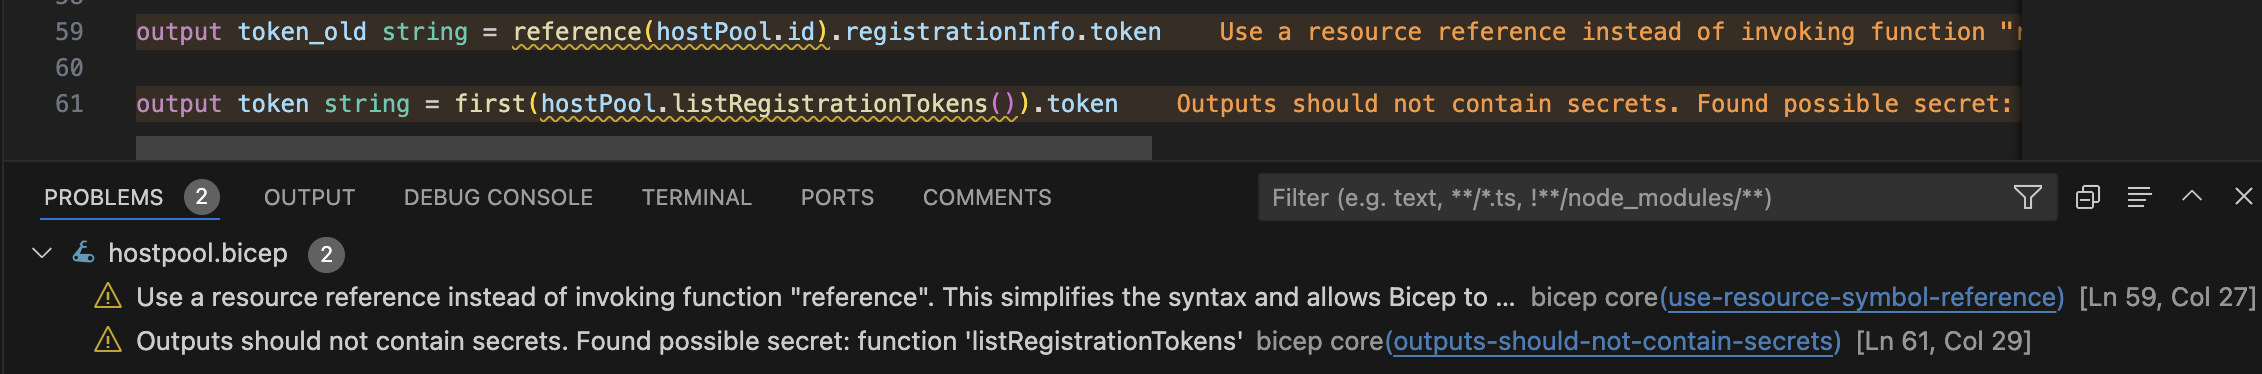 59 output token_old string = reference(hostPool.id).registrationInfo.token Use a resource reference instead of invoking function "
60
61 output token string = first(hostPool.listRegistrationTokens()).token Outputs should not contain secrets. Found possible secret:
PROBLEMS 2 OUTPUT DEBUG CONSOLE TERMINAL PORTS COMMENTS Filter (e.g. text, **/*.ts, !**/node_modules/**)
hostpool.bicep 2
Use a resource reference instead of invoking function "reference". This simplifies the syntax and allows Bicep to ... bicep core(use-resource-symbol-reference) [Ln 59, Col 27]
Outputs should not contain secrets. Found possible secret: function 'listRegistrationTokens' bicep core(outputs-should-not-contain-secrets) [Ln 61, Col 29]